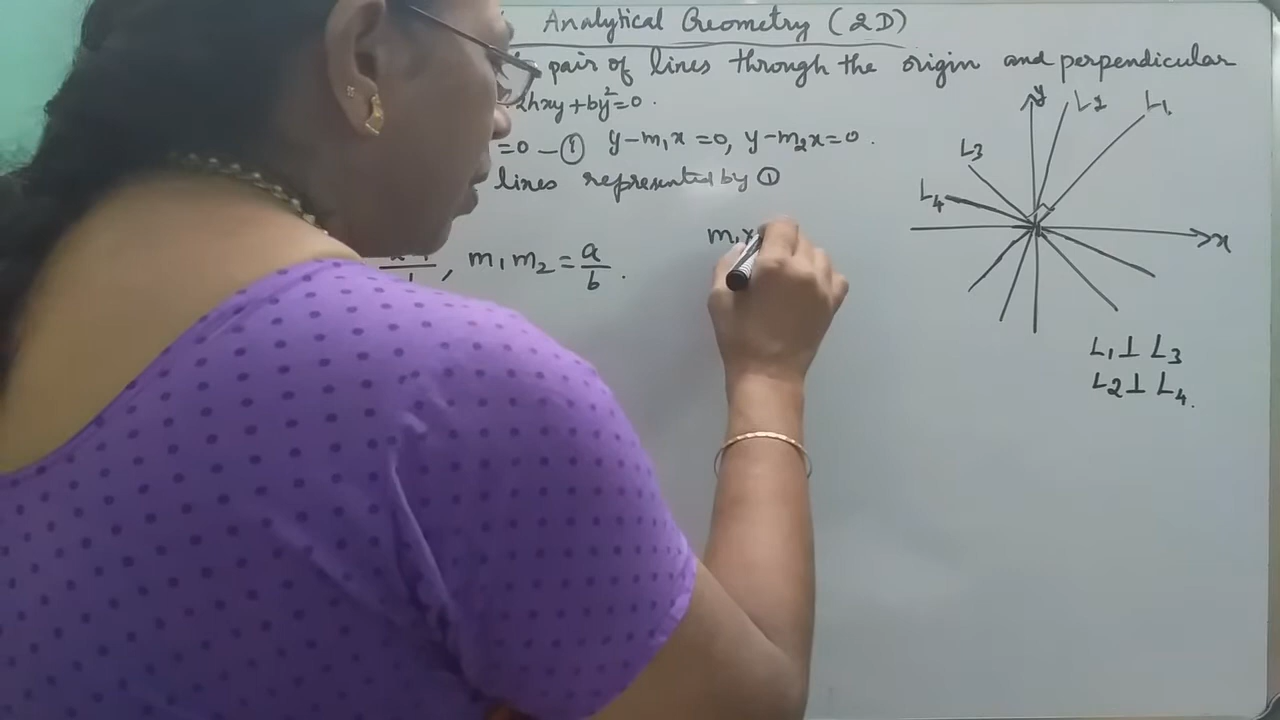 Analytical Geometry (2D)
pair of lines through the origin and perpendicular
2hxy+by²=0.
=0 — ① y-m₁x=0, y-m₂x=0.
lines represented by ①
, m₁m₂ = a/b.
m₁x
y
L2
L₁
L3
L₄
x
L₁ ⊥ L₃
L₂ ⊥ L₄.